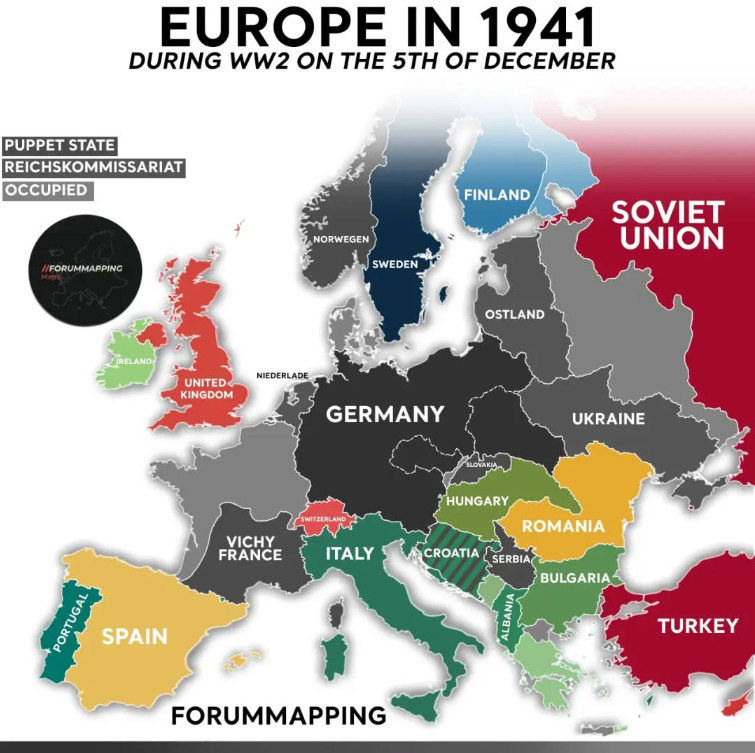 EUROPE IN 1941
DURING WW2 ON THE 5TH OF DECEMBER
PUPPET STATE
REICHSKOMMISSARIAT
OCCUPIED
//FORUMMAPPING
Maps
NORWEGEN
SWEDEN
FINLAND
SOVIET
UNION
OSTLAND
IRELAND
UNITED
KINGDOM
NIEDERLADE
GERMANY
UKRAINE
SLOVAKIA
HUNGARY
SWITZERLAND
ROMANIA
VICHY
FRANCE
ITALY
CROATIA
SERBIA
BULGARIA
ALBANIA
PORTUGAL
SPAIN
TURKEY
FORUMMAPPING